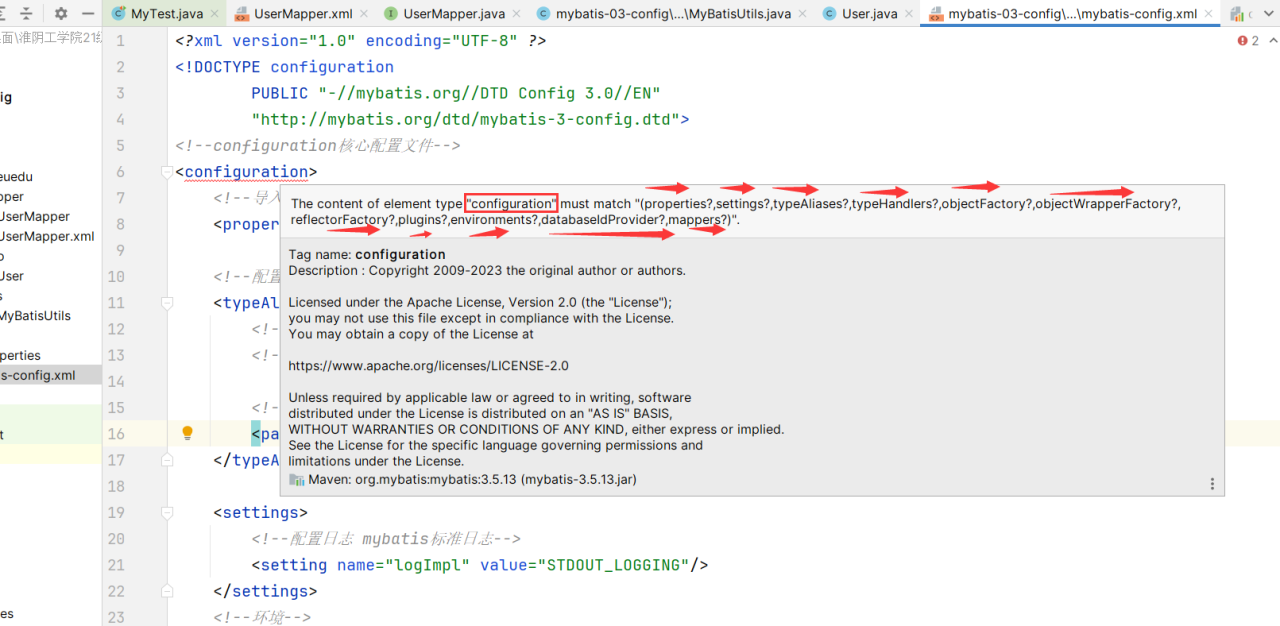 MyTest.java
UserMapper.xml
UserMapper.java
mybatis-03-config\...\MyBatisUtils.java
User.java
mybatis-03-config\...\mybatis-config.xml
面\淮阴工学院21级
ig
euedu
pper
UserMapper
UserMapper.xml
o
User
s
MyBatisUtils
perties
s-config.xml
t
es
2
1 <?xml version="1.0" encoding="UTF-8" ?>
2 <!DOCTYPE configuration
3 PUBLIC "-//mybatis.org//DTD Config 3.0//EN"
4 "http://mybatis.org/dtd/mybatis-3-config.dtd">
5 <!--configuration核心配置文件-->
6 <configuration>
7 <!--导入
8 <proper
9
10 <!--配置
11 <typeAl
12 <!-
13 <!-
14
15 <!-
16 <pa
17 </typeA
18
19 <settings>
20 <!--配置日志 mybatis标准日志-->
21 <setting name="logImpl" value="STDOUT_LOGGING"/>
22 </settings>
23 <!--环境-->
The content of element type "configuration" must match "(properties?,settings?,typeAliases?,typeHandlers?,objectFactory?,objectWrapperFactory?,
reflectorFactory?,plugins?,environments?,databaseIdProvider?,mappers?)".
Tag name: configuration
Description : Copyright 2009-2023 the original author or authors.
Licensed under the Apache License, Version 2.0 (the "License");
you may not use this file except in compliance with the License.
You may obtain a copy of the License at
https://www.apache.org/licenses/LICENSE-2.0
Unless required by applicable law or agreed to in writing, software
distributed under the License is distributed on an "AS IS" BASIS,
WITHOUT WARRANTIES OR CONDITIONS OF ANY KIND, either express or implied.
See the License for the specific language governing permissions and
limitations under the License.
Maven: org.mybatis:mybatis:3.5.13 (mybatis-3.5.13.jar)